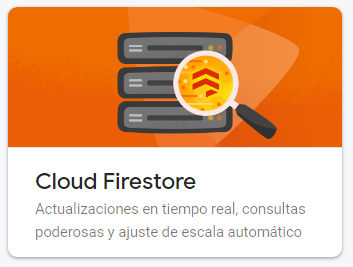 Cloud Firestore
Actualizaciones en tiempo real, consultas
poderosas y ajuste de escala automático